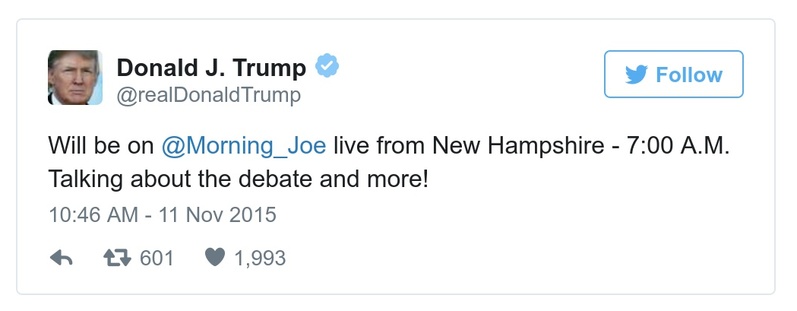 Donald J. Trump
@realDonaldTrump
Follow
Will be on @Morning_Joe live from New Hampshire - 7:00 A.M.
Talking about the debate and more!
10:46 AM - 11 Nov 2015
601 1,993